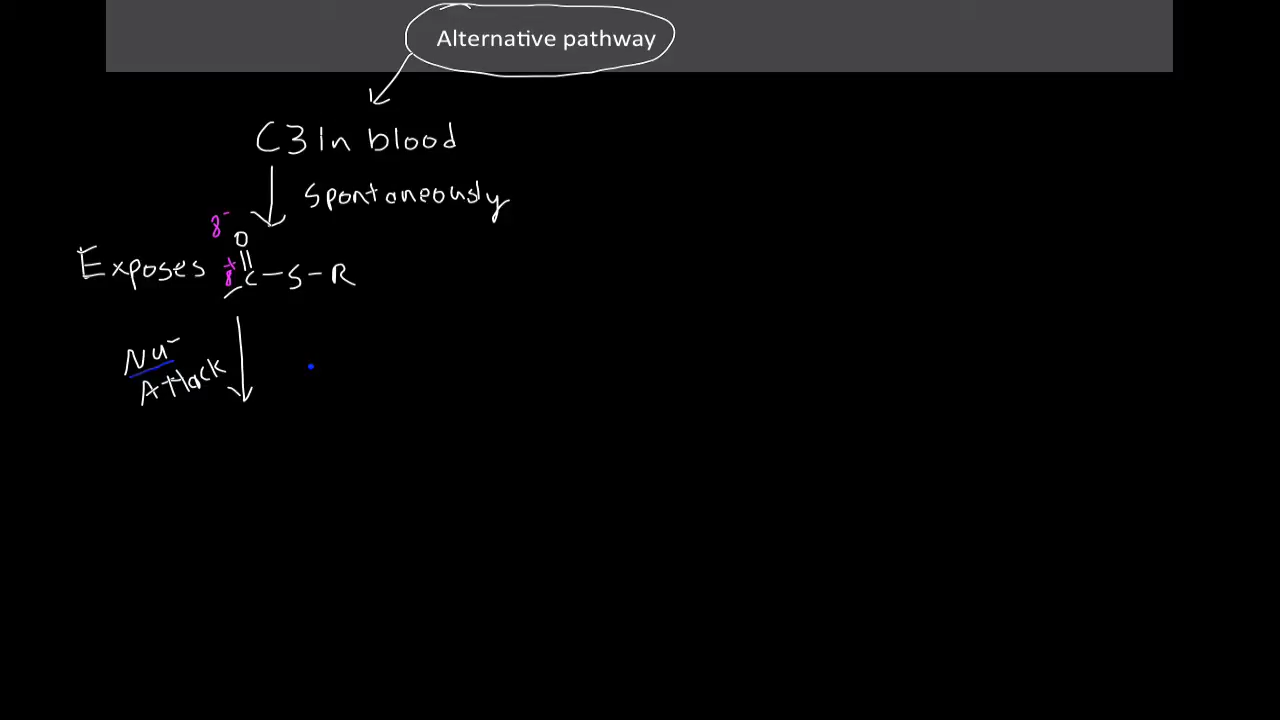 Alternative pathway
C3 In blood
Spontaneously
δ-
O
Exposes δ+ C - S - R
Nu-
Attack